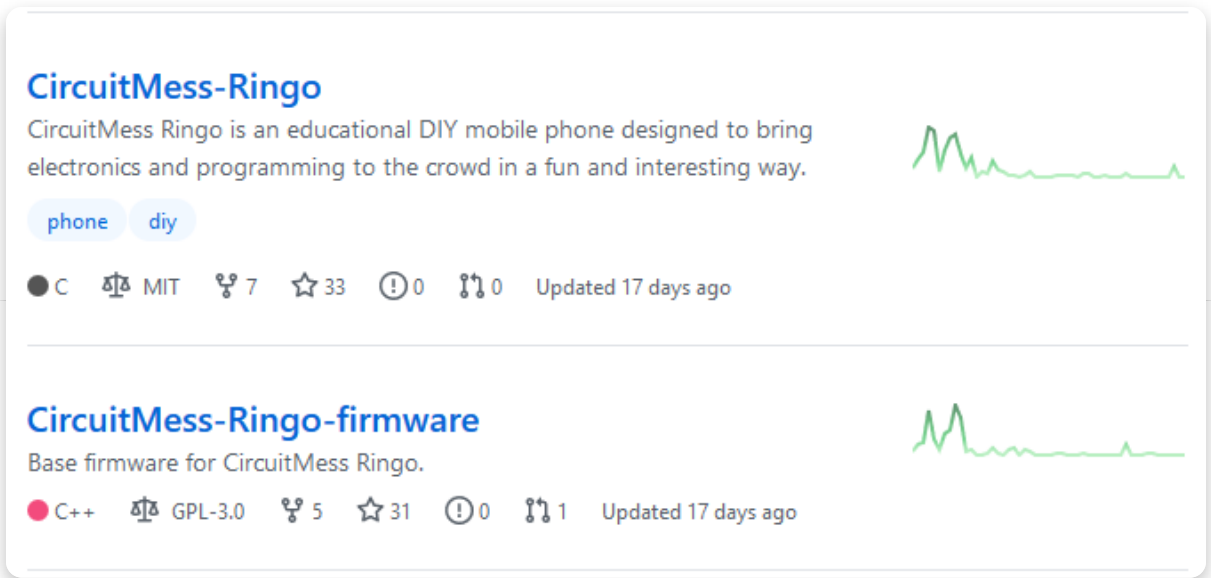 CircuitMess-Ringo
CircuitMess Ringo is an educational DIY mobile phone designed to bring
electronics and programming to the crowd in a fun and interesting way.
phone diy
C MIT 7 33 0 0 Updated 17 days ago
CircuitMess-Ringo-firmware
Base firmware for CircuitMess Ringo.
C++ GPL-3.0 5 31 0 1 Updated 17 days ago